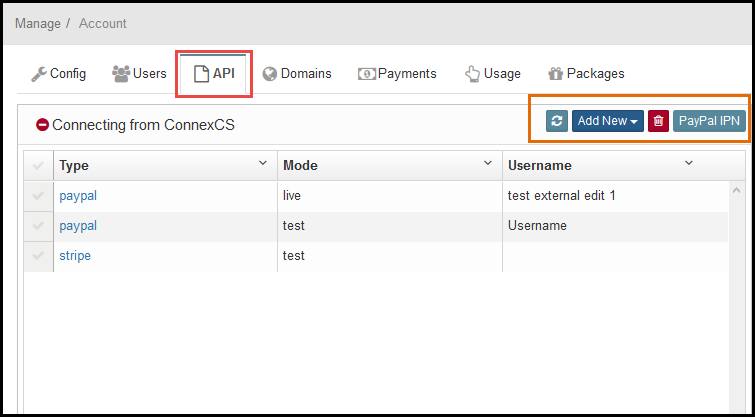 Manage / Account
Config Users API Domains Payments Usage Packages
Connecting from ConnexCS Add New PayPal IPN
Type Mode Username
paypal live test external edit 1
paypal test Username
stripe test